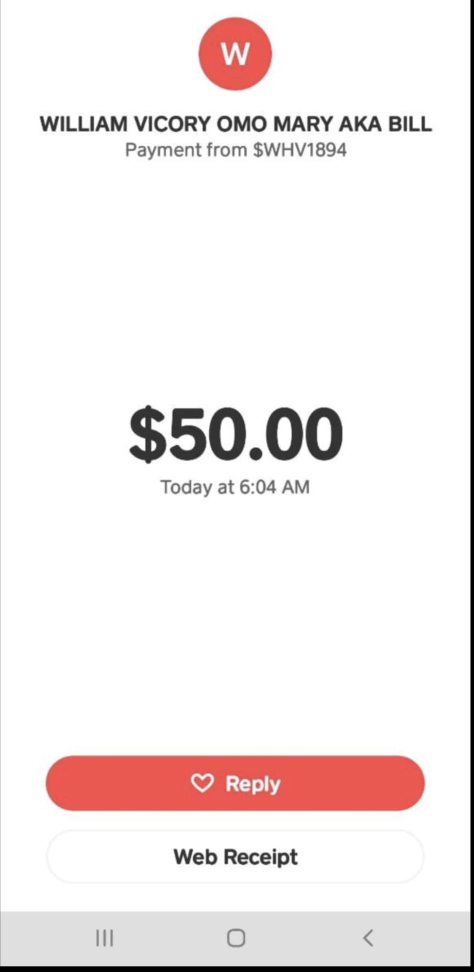 W
WILLIAM VICORY OMO MARY AKA BILL
Payment from $WHV1894
$50.00
Today at 6:04 AM
Reply
Web Receipt